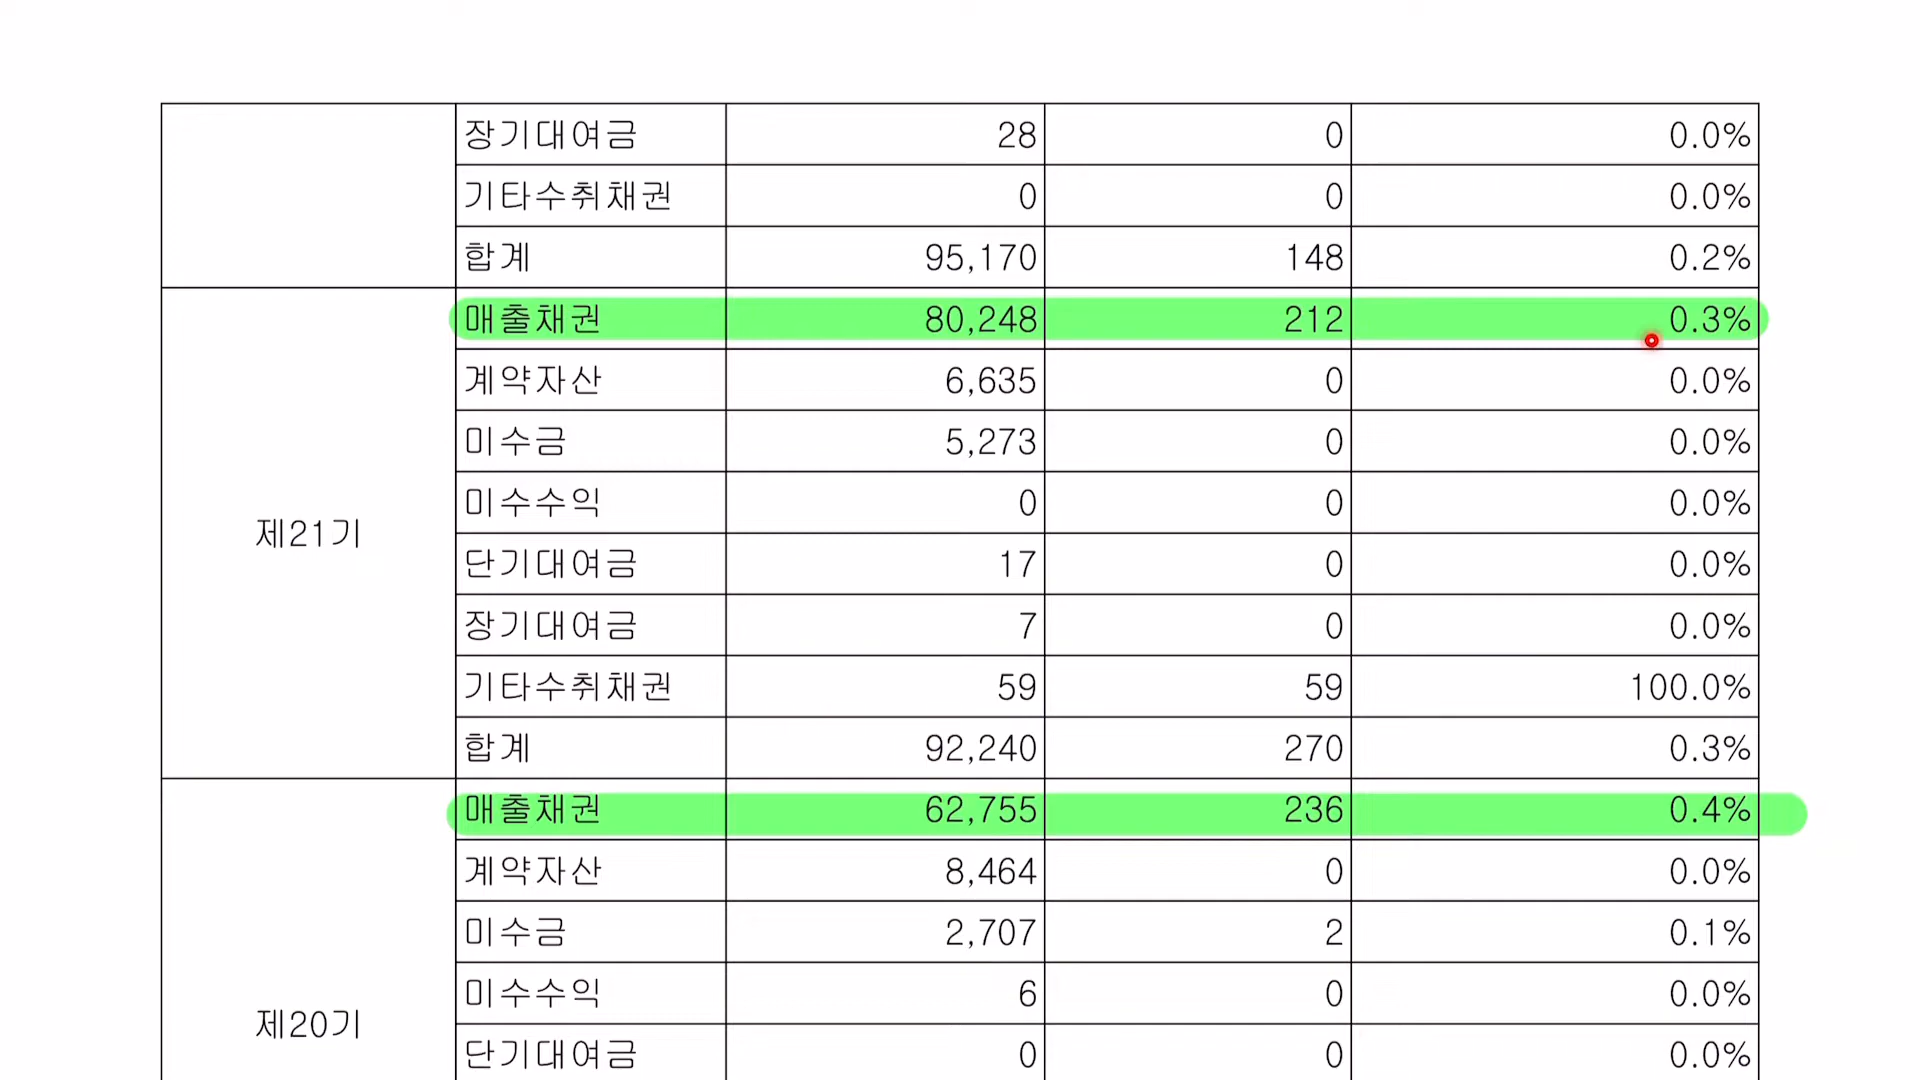 장기대여금 28 0 0.0%
기타수취채권 0 0 0.0%
합계 95,170 148 0.2%
매출채권 80,248 212 0.3%
계약자산 6,635 0 0.0%
미수금 5,273 0 0.0%
미수수익 0 0 0.0%
제21기
단기대여금 17 0 0.0%
장기대여금 7 0 0.0%
기타수취채권 59 59 100.0%
합계 92,240 270 0.3%
매출채권 62,755 236 0.4%
계약자산 8,464 0 0.0%
미수금 2,707 2 0.1%
미수수익 6 0 0.0%
제20기
단기대여금 0 0 0.0%